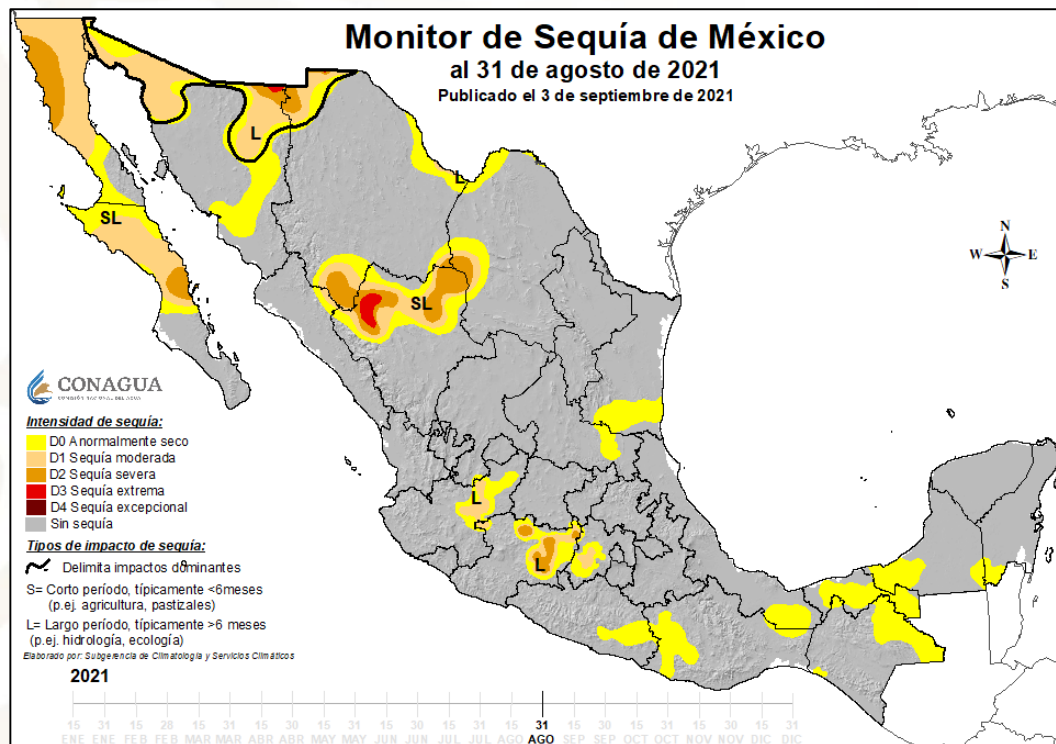 Monitor de Sequía de México
al 31 de agosto de 2021
Publicado el 3 de septiembre de 2021
L
L
SL
SL
N
W E
S
L
L
CONAGUA
COMISIÓN NACIONAL DEL AGUA
Intensidad de sequía:
D0 Anormalmente seco
D1 Sequía moderada
D2 Sequía severa
D3 Sequía extrema
D4 Sequía excepcional
Sin sequía
Tipos de impacto de sequía:
Delimita impactos dominantes
S= Corto período, típicamente <6meses
(p.ej. agricultura, pastizales)
L= Largo período, típicamente >6 meses
(p.ej. hidrología, ecología)
Elaborado por: Subgerencia de Climatología y Servicios Climáticos
2021
15 31 15 28 15 31 15 30 15 31 15 30 15 31 15 31 15 30 15 31 15 30 15 31
ENE ENE FEB FEB MAR MAR ABR ABR MAY MAY JUN JUN JUL JUL AGO AGO SEP SEP OCT OCT NOV NOV DIC DIC